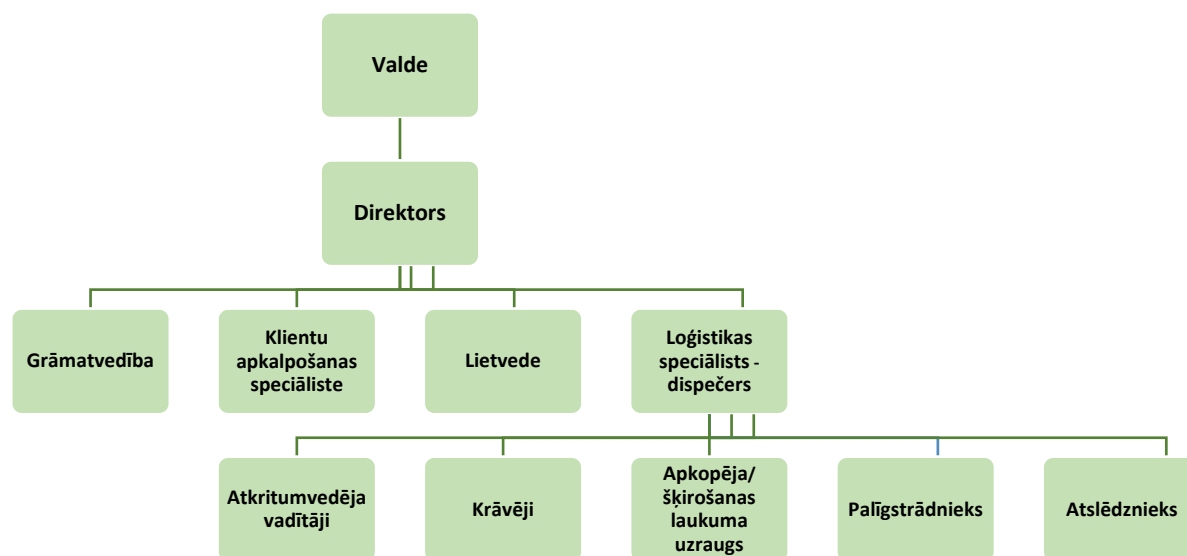 Valde
Direktors
Grāmatvedība
Klientu
apkalpošanas
speciāliste
Lietvede
Loģistikas
speciālists -
dispečers
Atkritumvedēja
vadītāji
Krāvēji
Apkopēja/
šķirošanas
laukuma
uzraugs
Palīgstrādnieks
Atslēdznieks